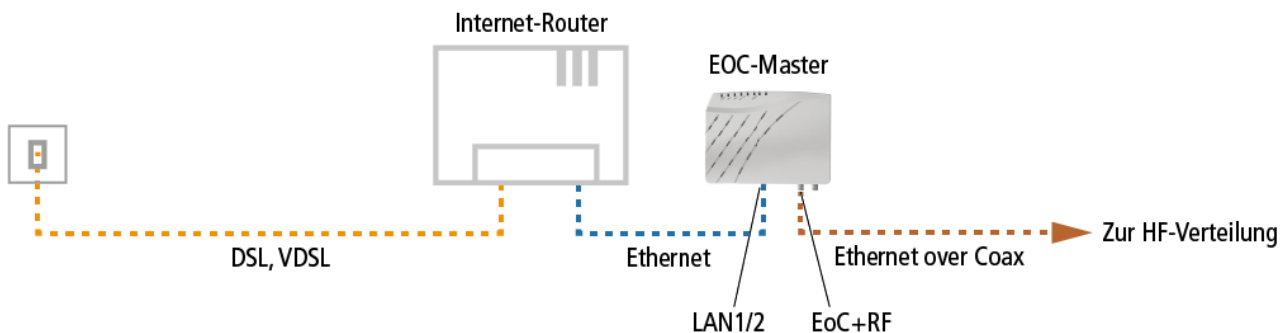 Internet-Router
EOC-Master
Zur HF-Verteilung
DSL, VDSL
Ethernet
Ethernet over Coax
LAN1/2
EoC+RF